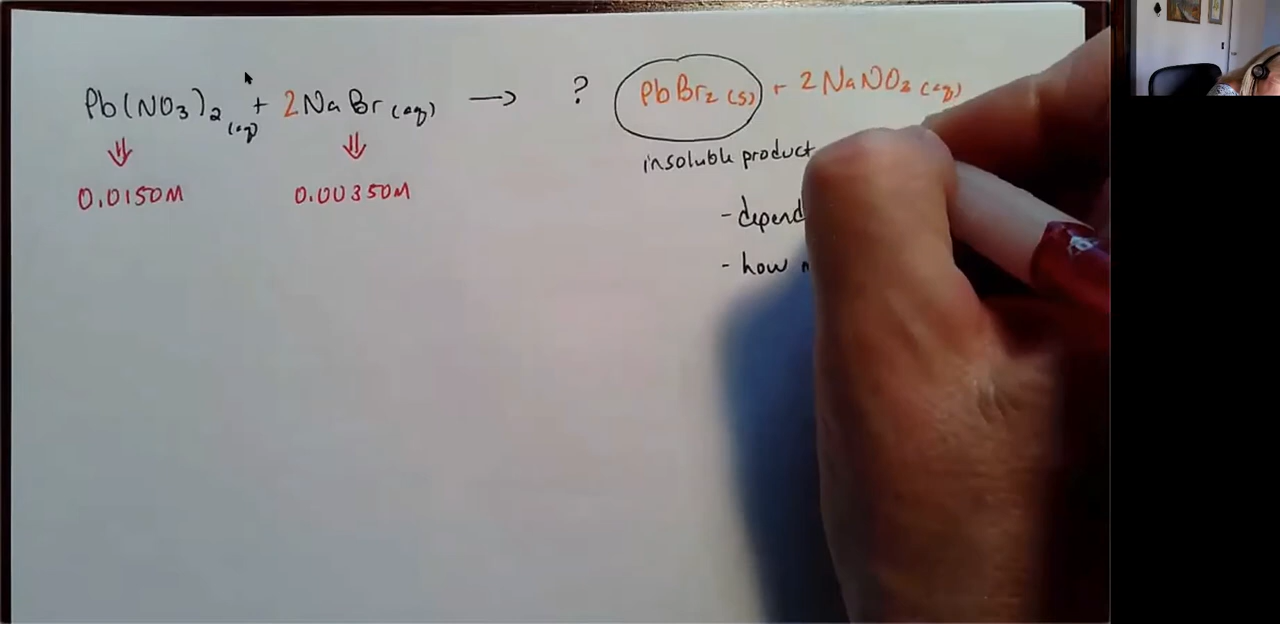 Pb(NO3)2 (aq) + 2NaBr (aq) → ? PbBr2 (s) + 2NaNO3 (aq)
0.0150M 0.00350M
insoluble product
- depend
- how